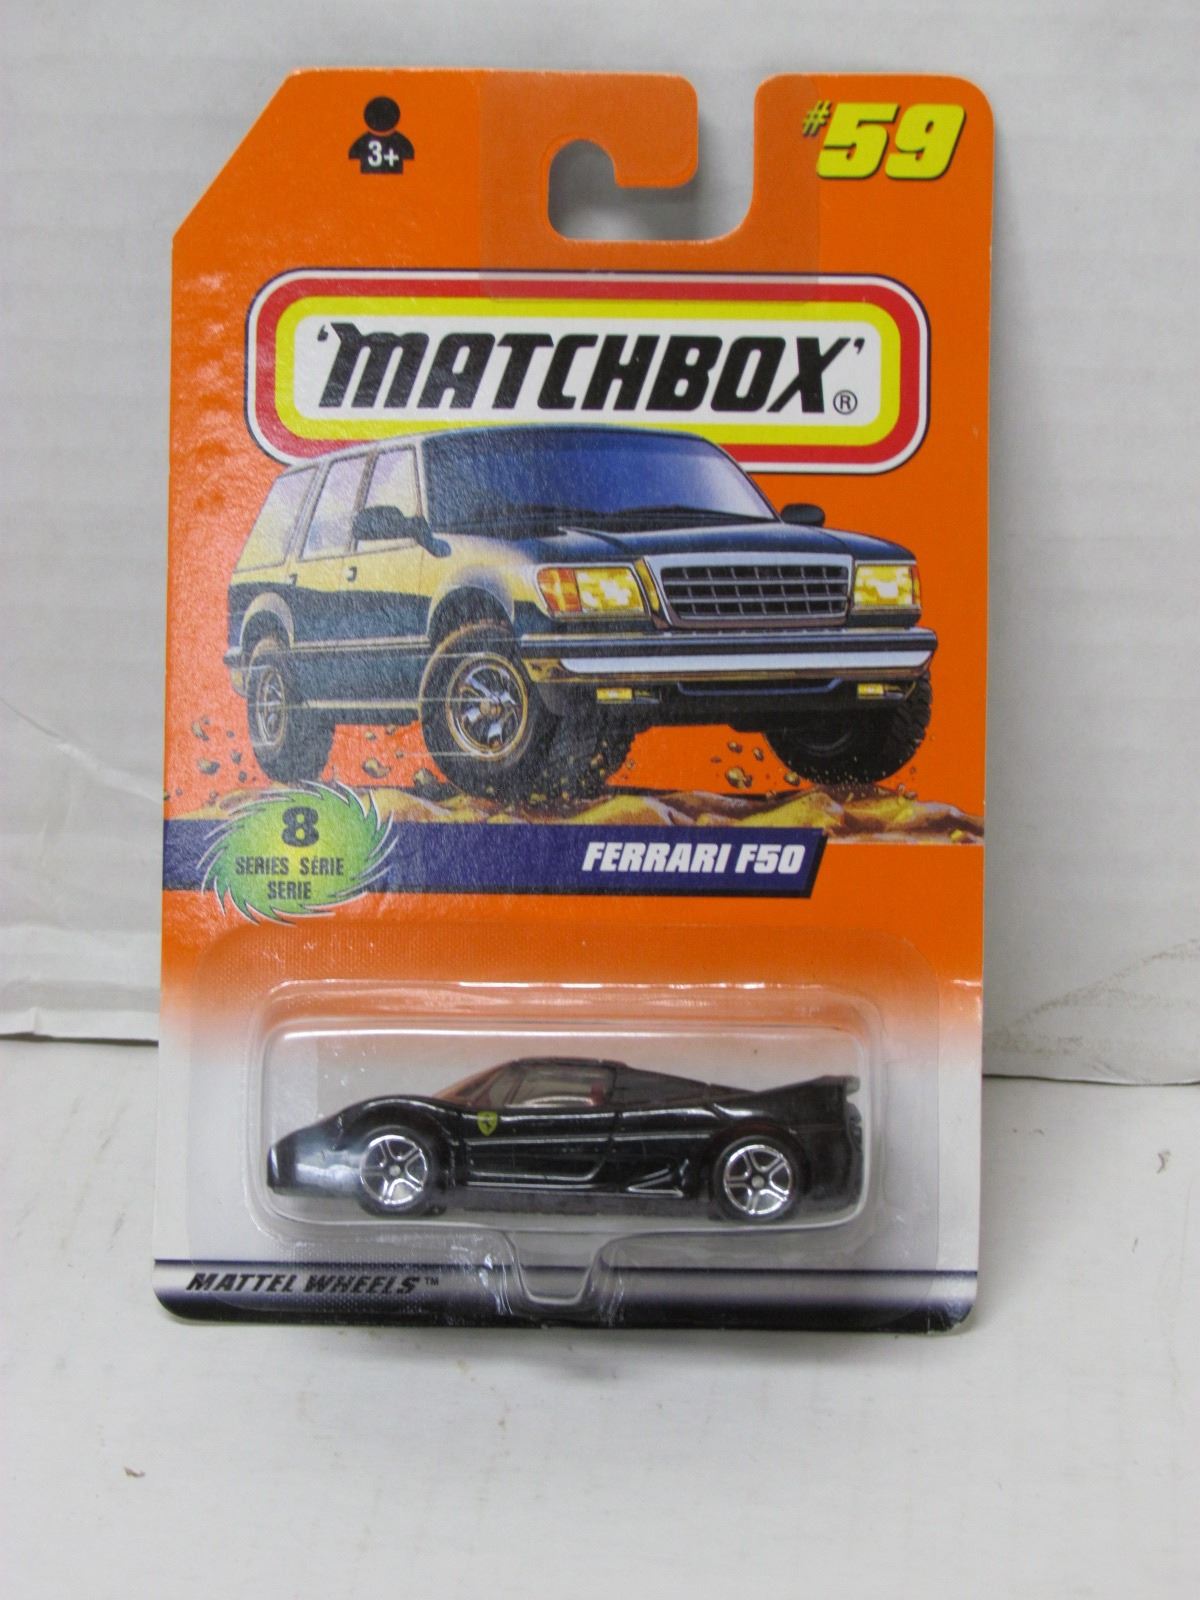 3+
#59
'MATCHBOX'®
8
SERIES SÉRIE
SERIE
FERRARI F50
MATTEL WHEELS™